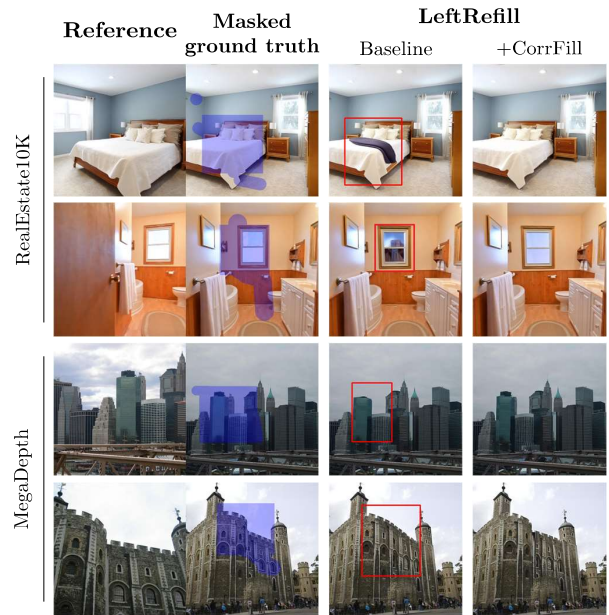 Reference
Masked
ground truth
LeftRefill
Baseline
+CorrFill
RealEstate10K
MegaDepth